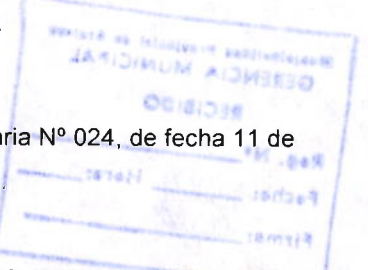 GERENCIA MUNICIPAL
RECIBIDO
ria Nº 024, de fecha 11 de
Reg. Nº
Fecha: Hora:
Firma: